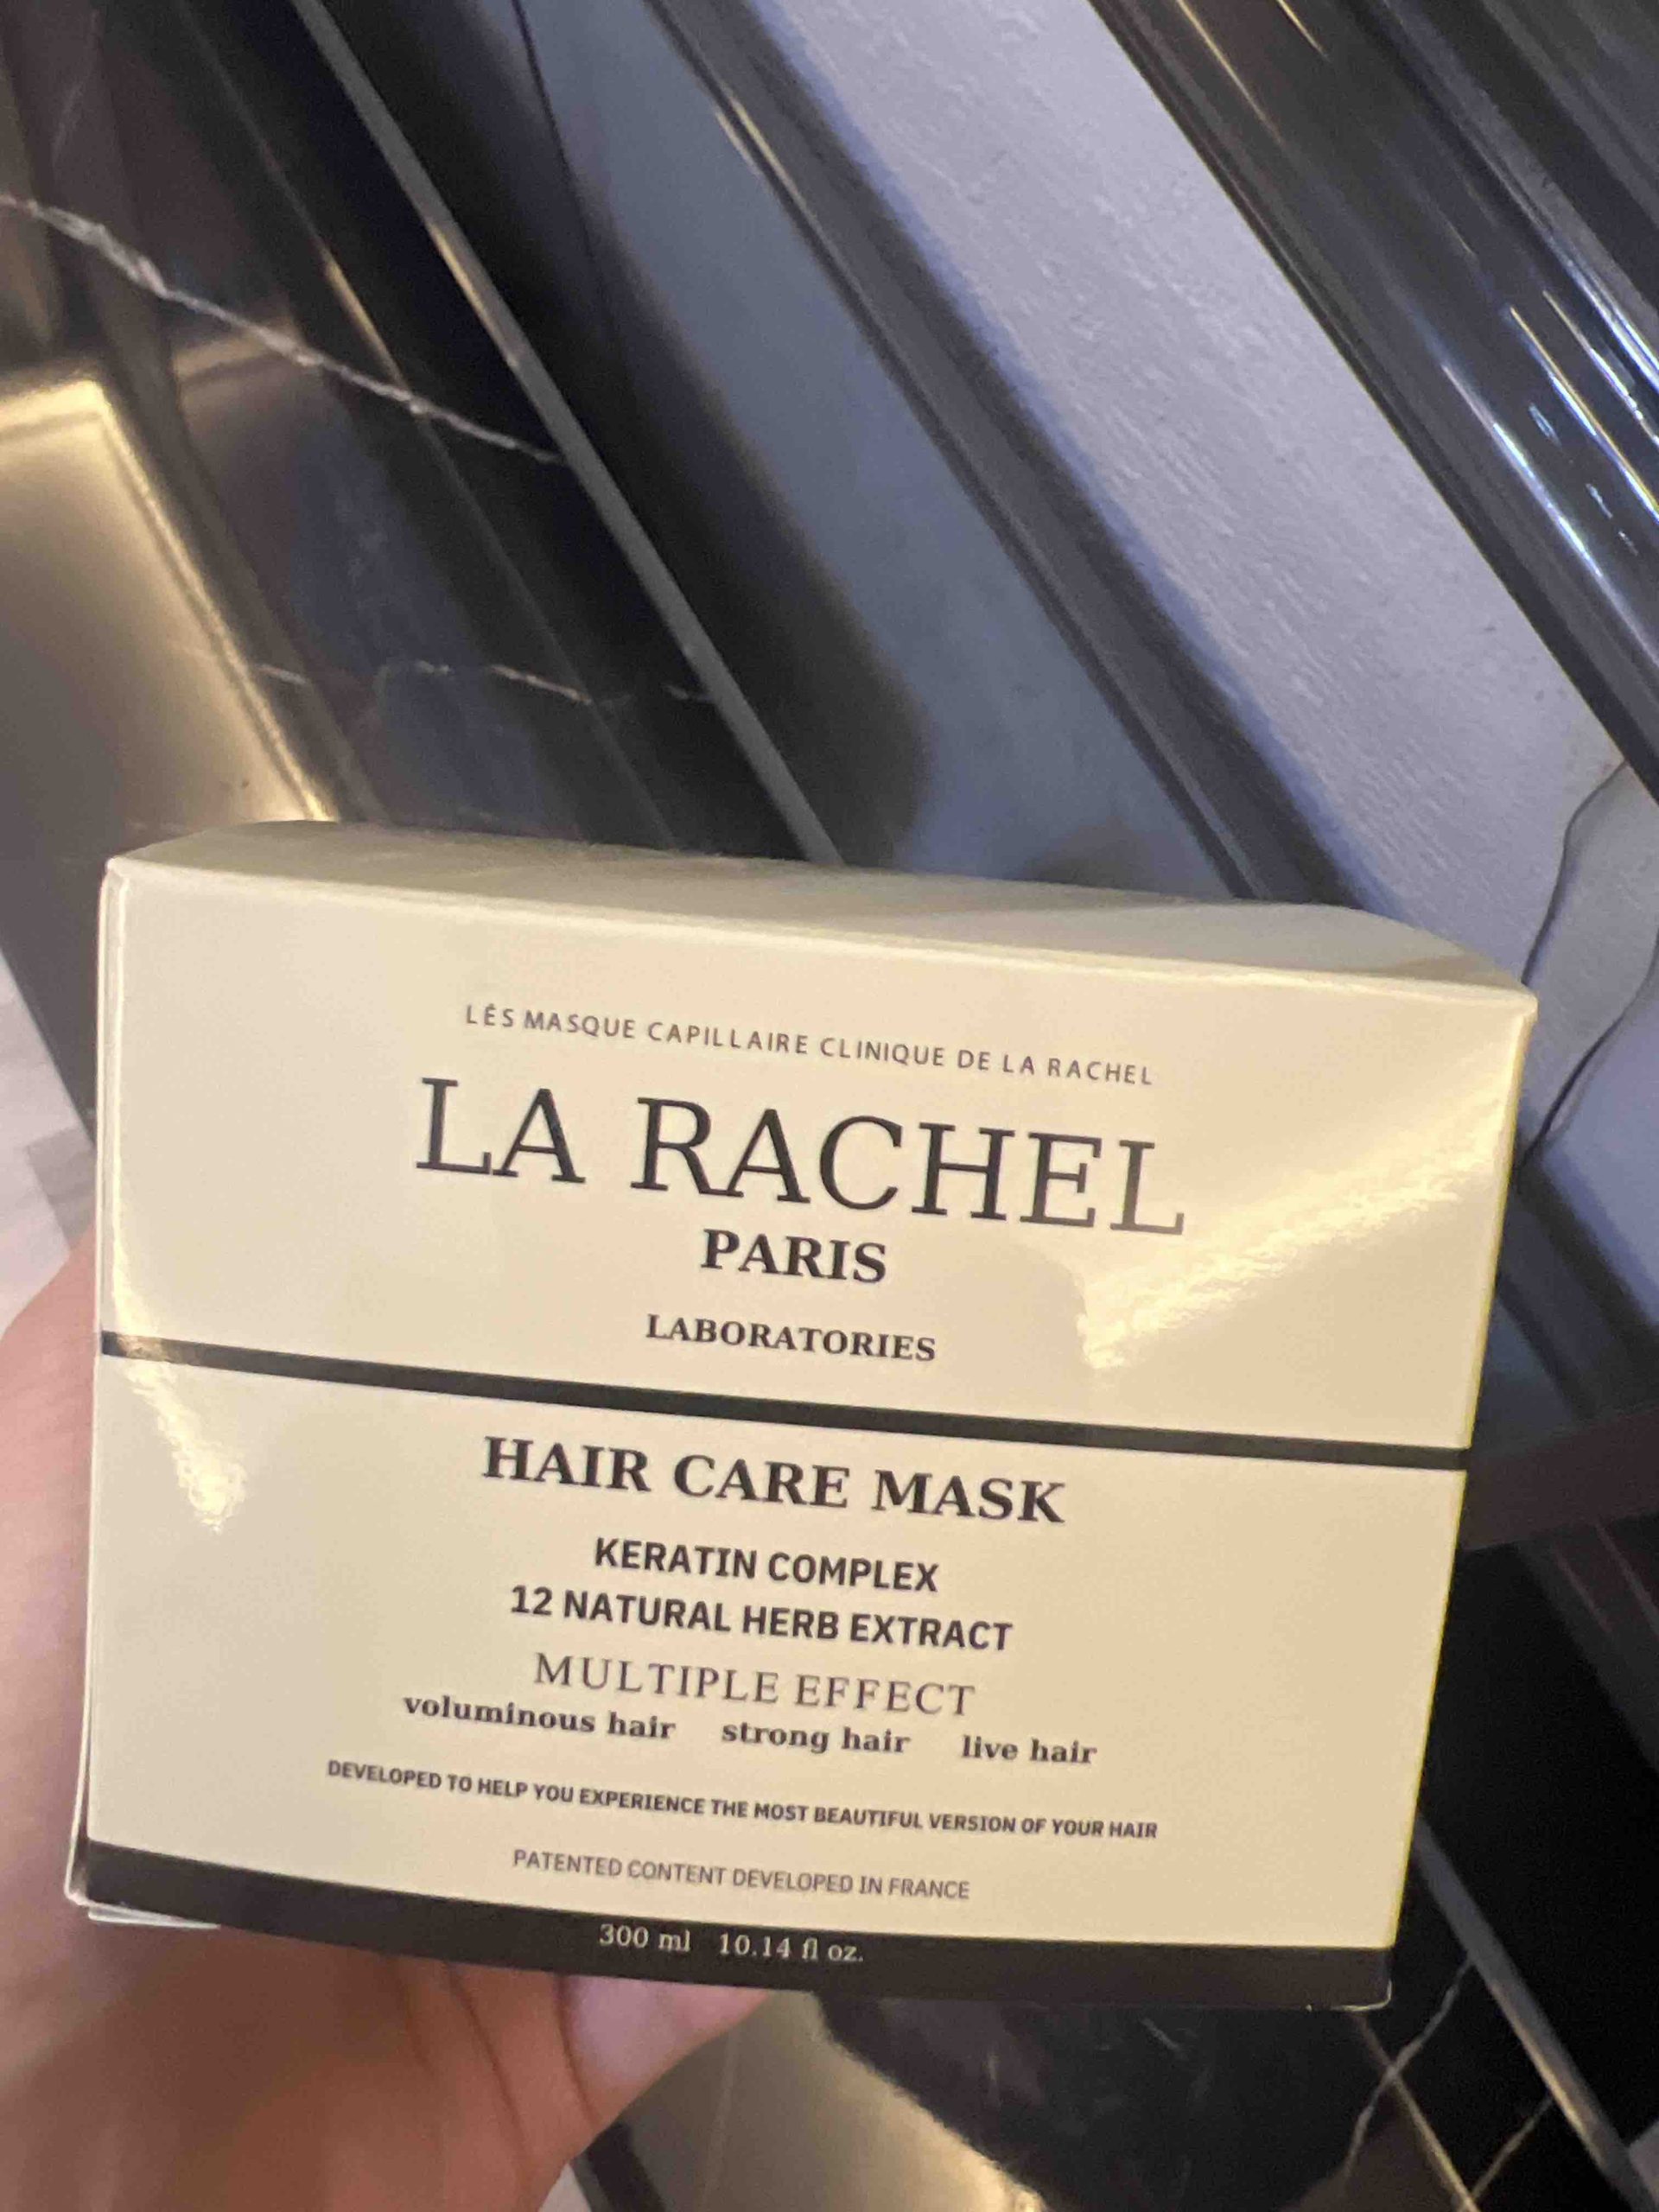 LÊS MASQUE CAPILLAIRE CLINIQUE DE LA RACHEL
LA RACHEL
PARIS
LABORATORIES
HAIR CARE MASK
KERATIN COMPLEX
12 NATURAL HERB EXTRACT
MULTIPLE EFFECT
voluminous hair strong hair live hair
DEVELOPED TO HELP YOU EXPERIENCE THE MOST BEAUTIFUL VERSION OF YOUR HAIR
PATENTED CONTENT DEVELOPED IN FRANCE
300 ml 10.14 fl oz.